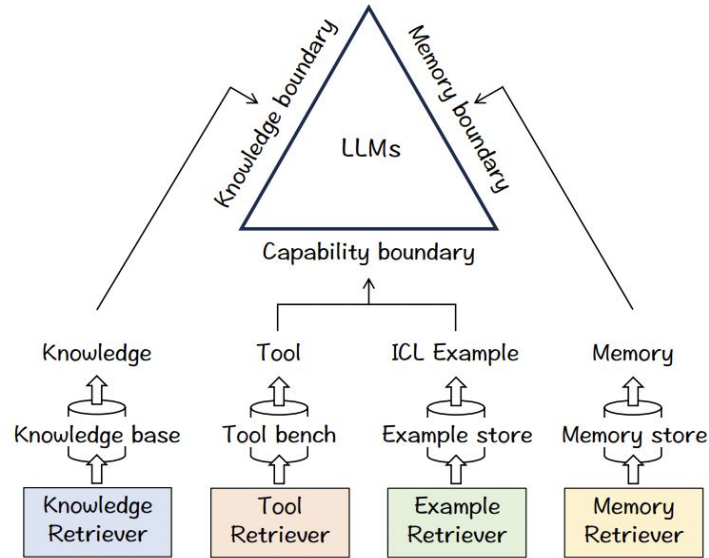 Knowledge boundary
Memory boundary
LLMs
Capability boundary
Knowledge
Tool
ICL Example
Memory
Knowledge base
Tool bench
Example store
Memory store
Knowledge
Retriever
Tool
Retriever
Example
Retriever
Memory
Retriever